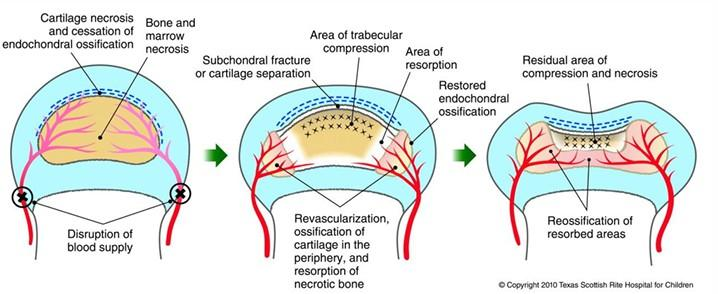 Cartilage necrosis
and cessation of
endochondral ossification
Bone and
marrow
necrosis
Disruption of
blood supply
Subchondral fracture
or cartilage separation
Area of trabecular
compression
Area of
resorption
Restored
endochondral
ossification
Revascularization,
ossification of
cartilage in the
periphery, and
resorption of
necrotic bone
Residual area of
compression and necrosis
Reossification of
resorbed areas
© Copyright 2010 Texas Scottish Rite Hospital for Children